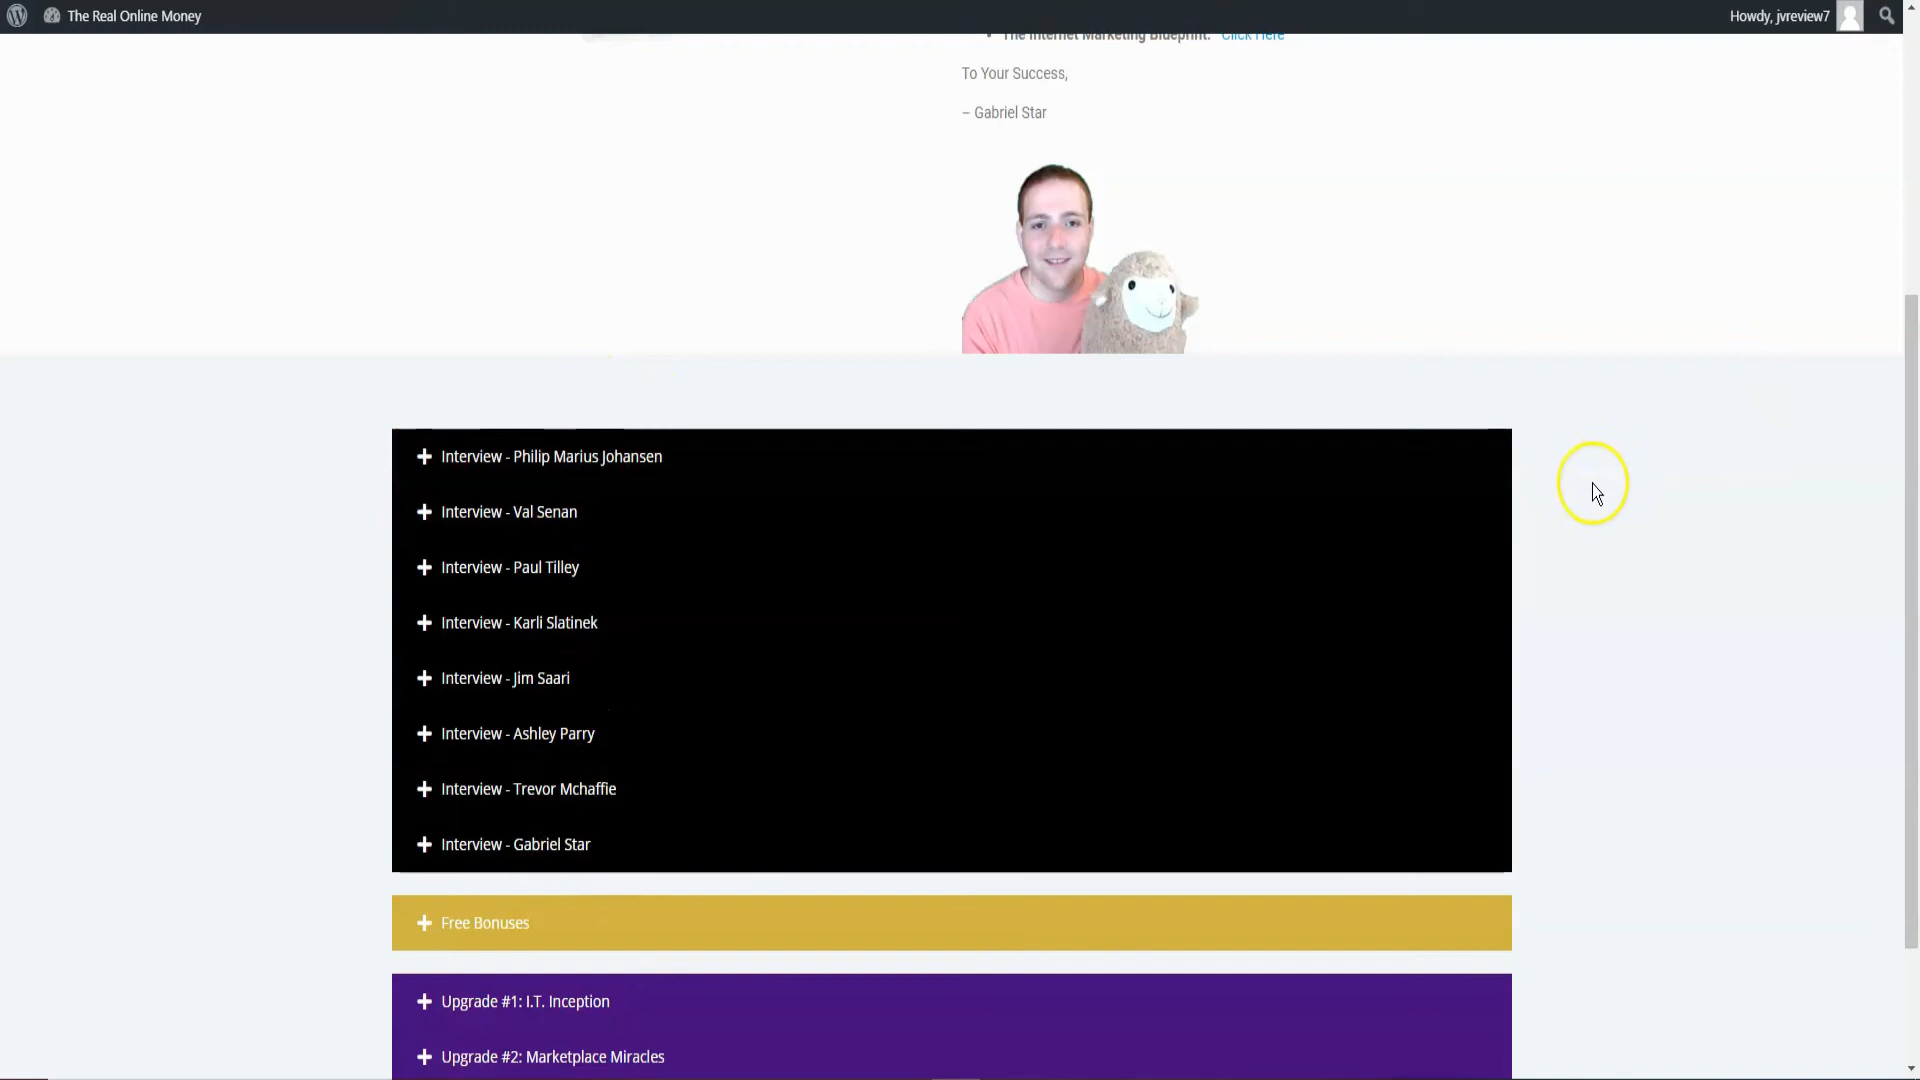 The Real Online Money
Howdy, jvreview7
The Internet Marketing Blueprint: Click Here
To Your Success,
– Gabriel Star
Interview - Philip Marius Johansen
Interview - Val Senan
Interview - Paul Tilley
Interview - Karli Slatinek
Interview - Jim Saari
Interview - Ashley Parry
Interview - Trevor Mchaffie
Interview - Gabriel Star
Free Bonuses
Upgrade #1: I.T. Inception
Upgrade #2: Marketplace Miracles